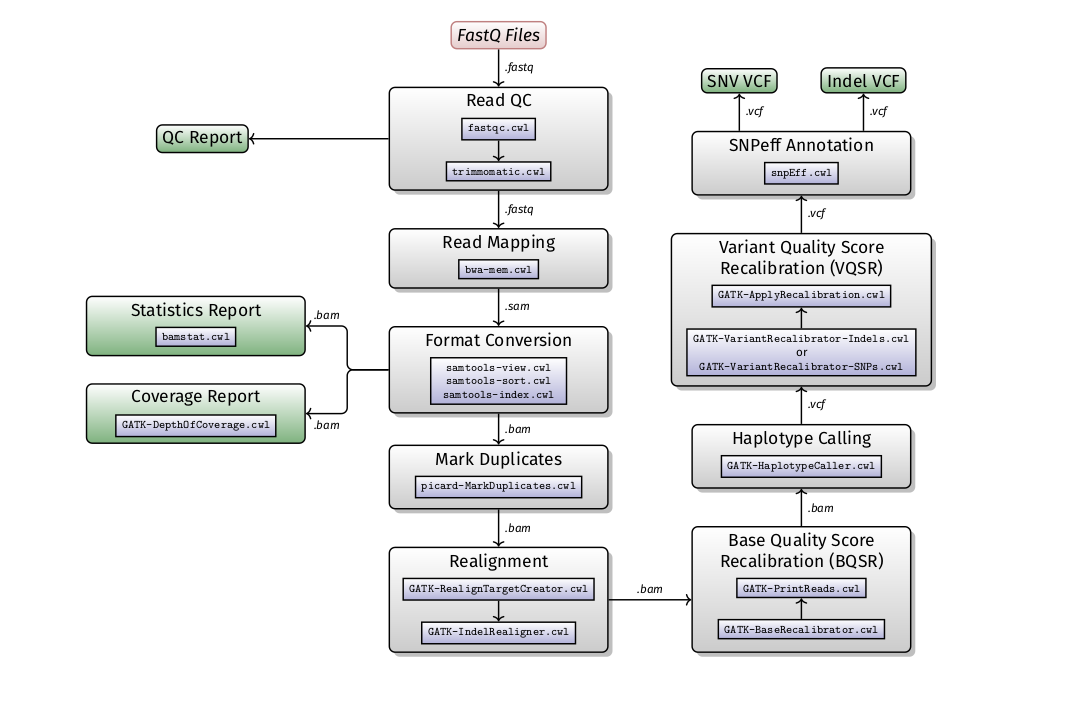 FastQ Files
.fastq
Read QC
fastqc.cwl
trimmomatic.cwl
QC Report
.fastq
Read Mapping
bwa-mem.cwl
.sam
Format Conversion
samtools-view.cwl
samtools-sort.cwl
samtools-index.cwl
.bam
Statistics Report
bamstat.cwl
Coverage Report
GATK-DepthOfCoverage.cwl
.bam
.bam
Mark Duplicates
picard-MarkDuplicates.cwl
.bam
Realignment
GATK-RealignTargetCreator.cwl
GATK-IndelRealigner.cwl
.bam
Base Quality Score
Recalibration (BQSR)
GATK-PrintReads.cwl
GATK-BaseRecalibrator.cwl
.bam
Haplotype Calling
GATK-HaplotypeCaller.cwl
.vcf
Variant Quality Score
Recalibration (VQSR)
GATK-ApplyRecalibration.cwl
GATK-VariantRecalibrator-Indels.cwl
or
GATK-VariantRecalibrator-SNPs.cwl
.vcf
SNPeff Annotation
snpEff.cwl
.vcf
.vcf
SNV VCF
Indel VCF